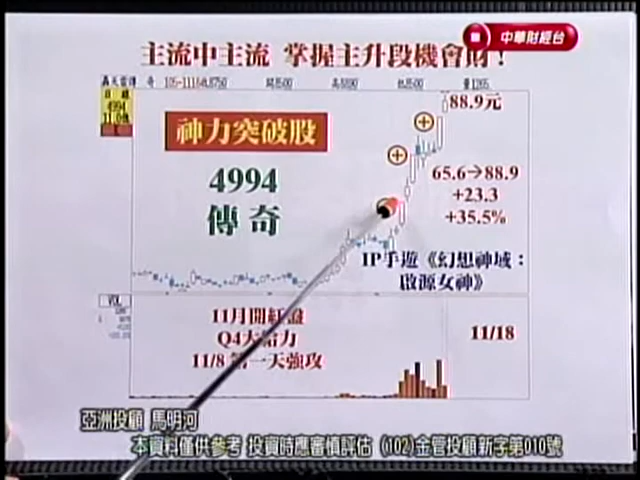 中華財經台
主流中主流 掌握主升段機會財!
日線
4994
88.9元
神力突破股
4994
傳奇
65.6→88.9
+23.3
+35.5%
IP手遊《幻想神域：
啟源女神》
VOL
11月開紅盤
Q4大給力
11/8 第一天強攻
11/18
亞洲投顧 馬明河
本資料僅供參考 投資時應審慎評估 (102)金管投顧新字第010號